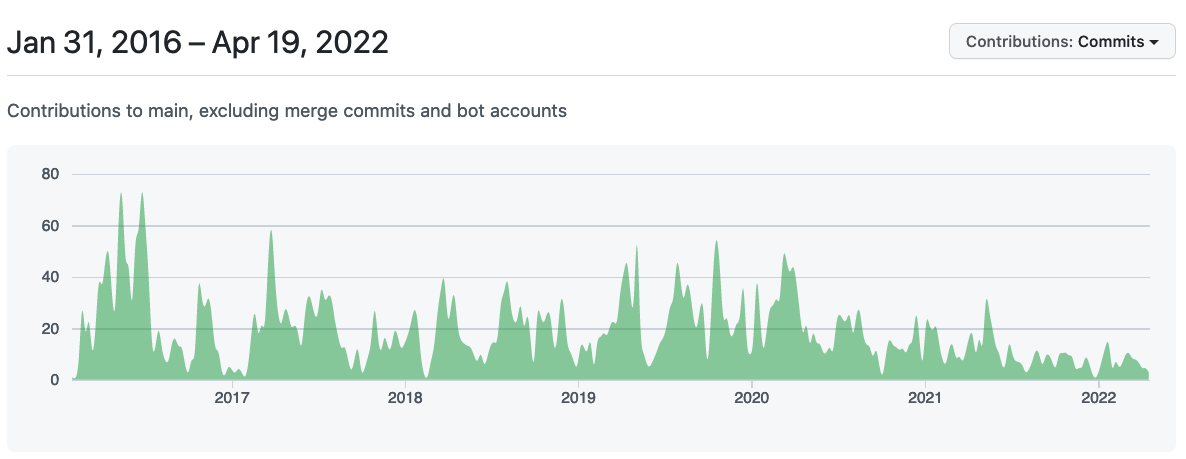 Jan 31, 2016 – Apr 19, 2022
Contributions: Commits
Contributions to main, excluding merge commits and bot accounts
80
60
40
20
0
2017 2018 2019 2020 2021 2022